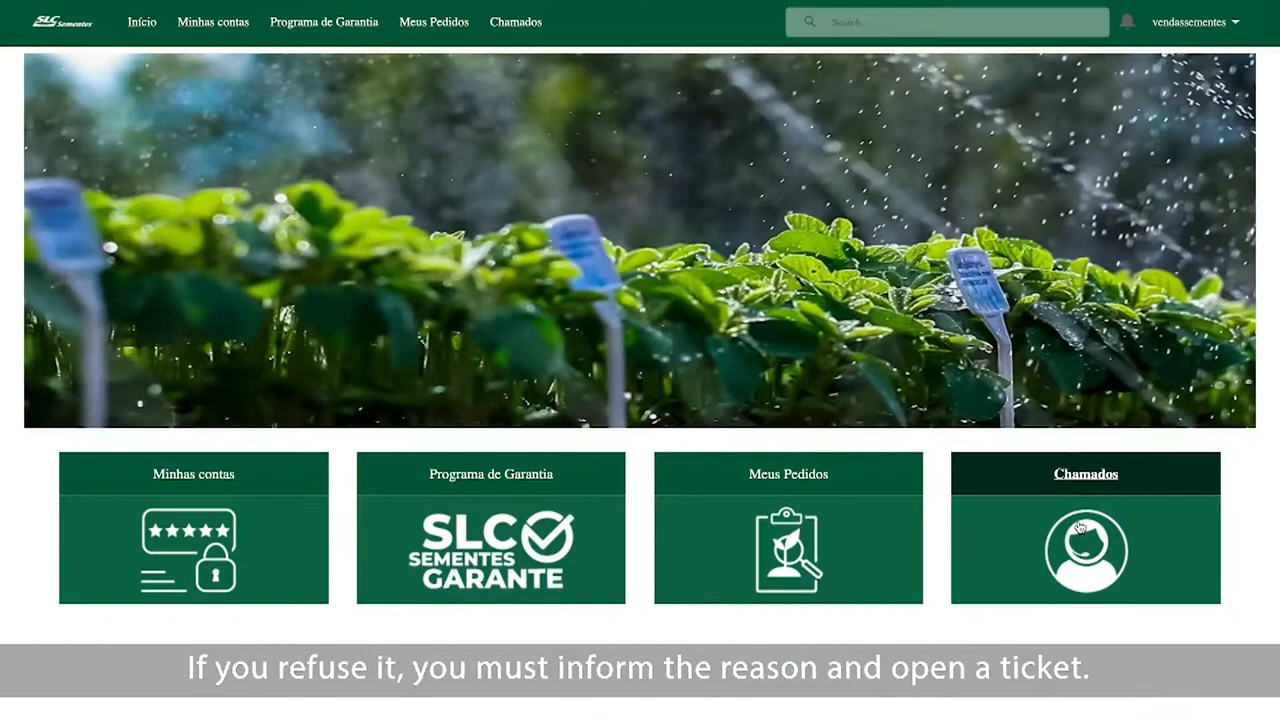 SLC Sementes
Início
Minhas contas
Programa de Garantia
Meus Pedidos
Chamados
Search
vendassementes
Minhas contas
Programa de Garantia
Meus Pedidos
Chamados
SLC
SEMENTES
GARANTE
If you refuse it, you must inform the reason and open a ticket.